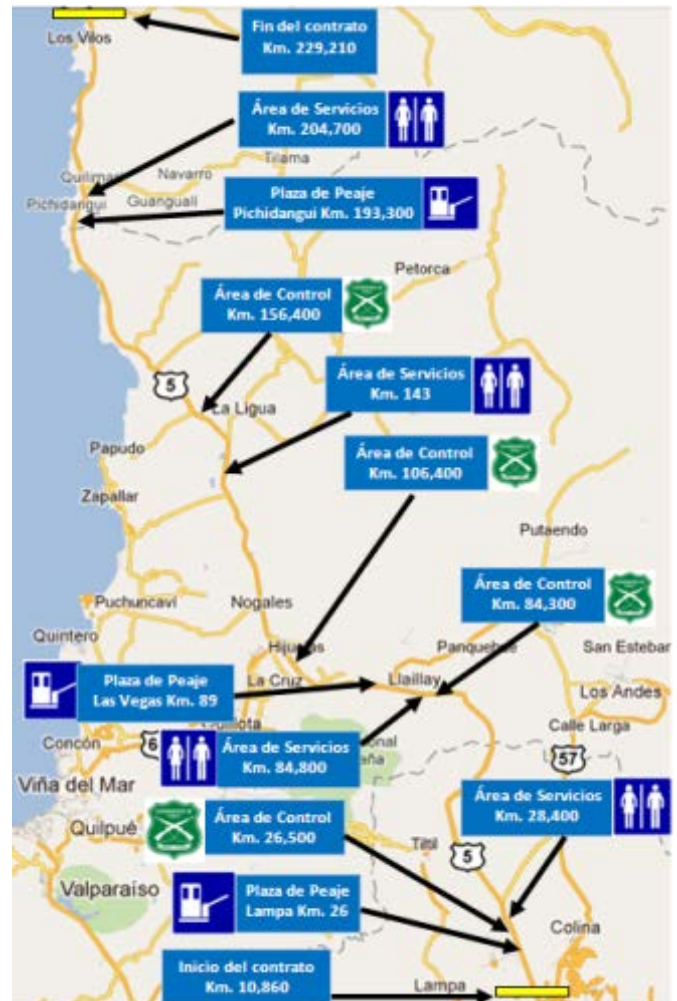 Los Vilos
Fin del contrato
Km. 229,210
Área de Servicios
Km. 204,700
Tilama
Quilimarí
Navarro
Pichidangui
Guanguali
Plaza de Peaje
Pichidangui Km. 193,300
Petorca
Área de Control
Km. 156,400
5
Área de Servicios
Km. 143
La Ligua
Papudo
Área de Control
Km. 106,400
Zapallar
Putaendo
Área de Control
Km. 84,300
Puchuncaví
Nogales
Quintero
San Esteban
Plaza de Peaje
Las Vegas Km. 89
La Cruz
Llaillay
Los Andes
Calle Larga
Concón
6
Área de Servicios
Km. 84,800
57
Viña del Mar
Área de Servicios
Km. 28,400
Quilpué
Área de Control
Km. 26,500
Tiltil
5
Valparaíso
Plaza de Peaje
Lampa Km. 26
Colina
Inicio del contrato
Km. 10,860
Lampa